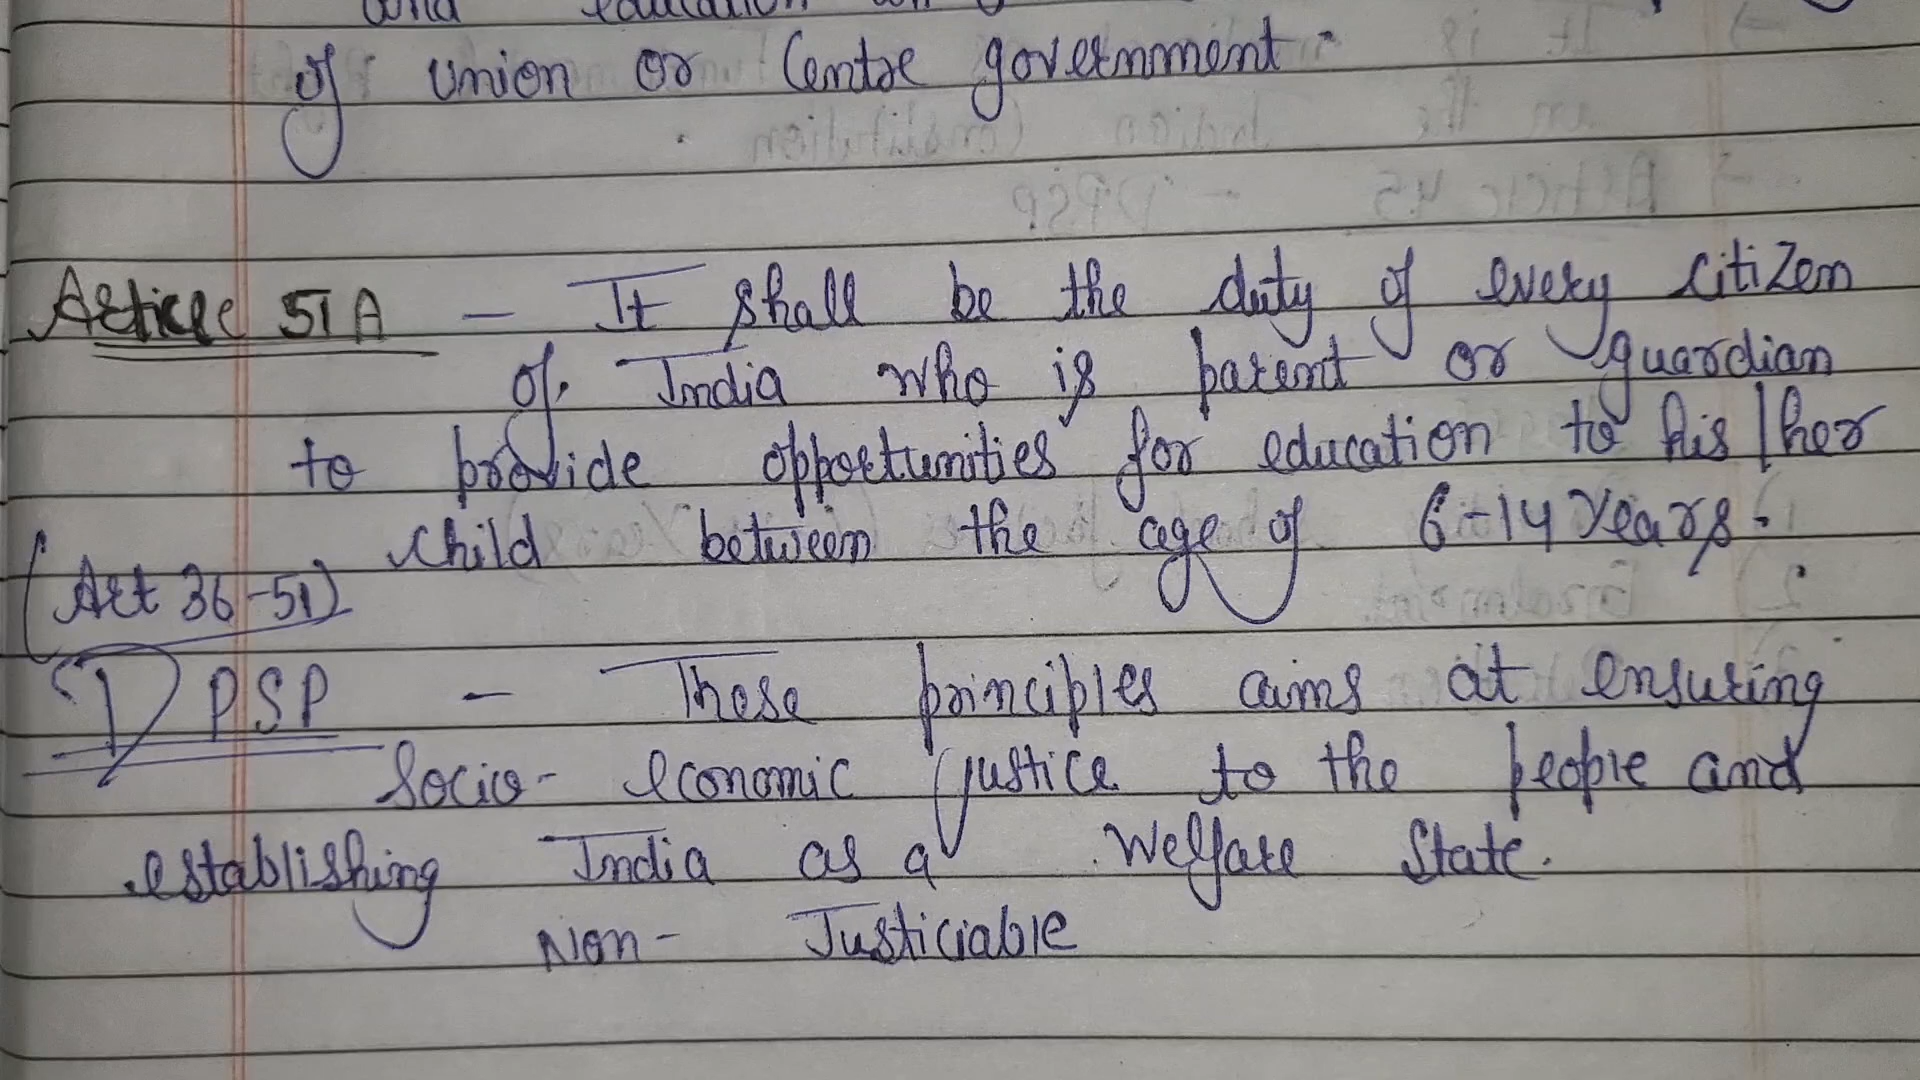 of union or Centre government.
Article 51A - It shall be the duty of every citizen
of India who is parent or guardian
to provide opportunities for education to his/her
child between the age of 6-14 years.
(Art 36-51)
DPSP - These principles aims at ensuring
Socio-economic justice to the people and
establishing India as a Welfare State.
Non-Justiciable